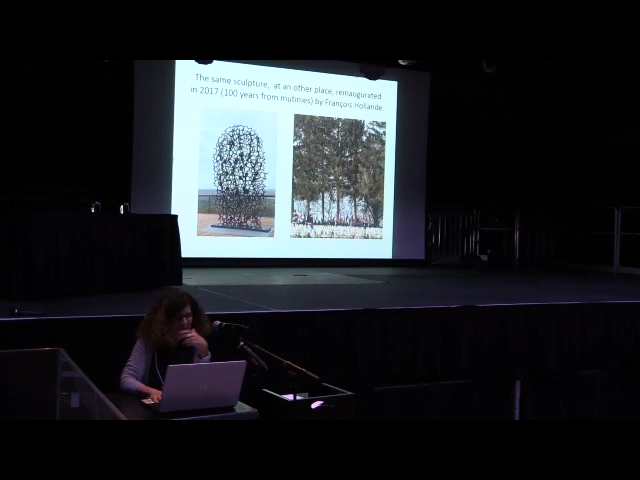 The same sculpture, at an other place, reinaugurated
in 2017 (100 years from mutinies) by François Hollande.